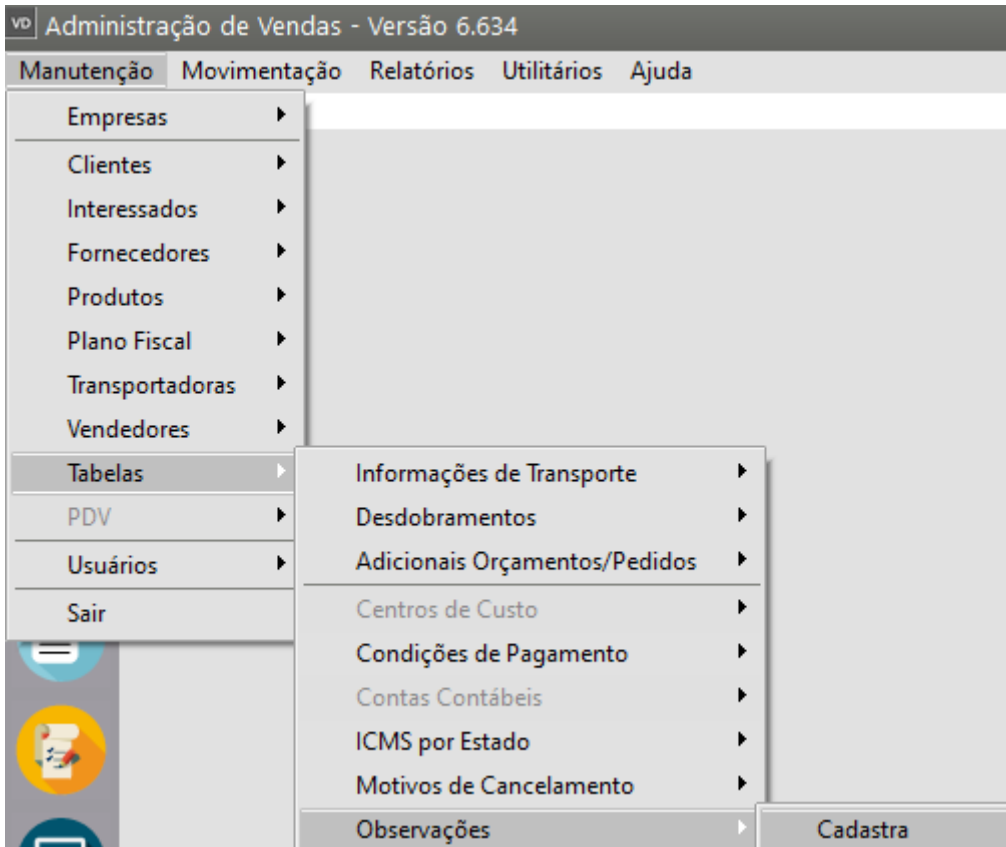 VD Administração de Vendas - Versão 6.634
Manutenção Movimentação Relatórios Utilitários Ajuda
Empresas
Clientes
Interessados
Fornecedores
Produtos
Plano Fiscal
Transportadoras
Vendedores
Tabelas
PDV
Usuários
Sair
Informações de Transporte
Desdobramentos
Adicionais Orçamentos/Pedidos
Centros de Custo
Condições de Pagamento
Contas Contábeis
ICMS por Estado
Motivos de Cancelamento
Observações
Cadastra